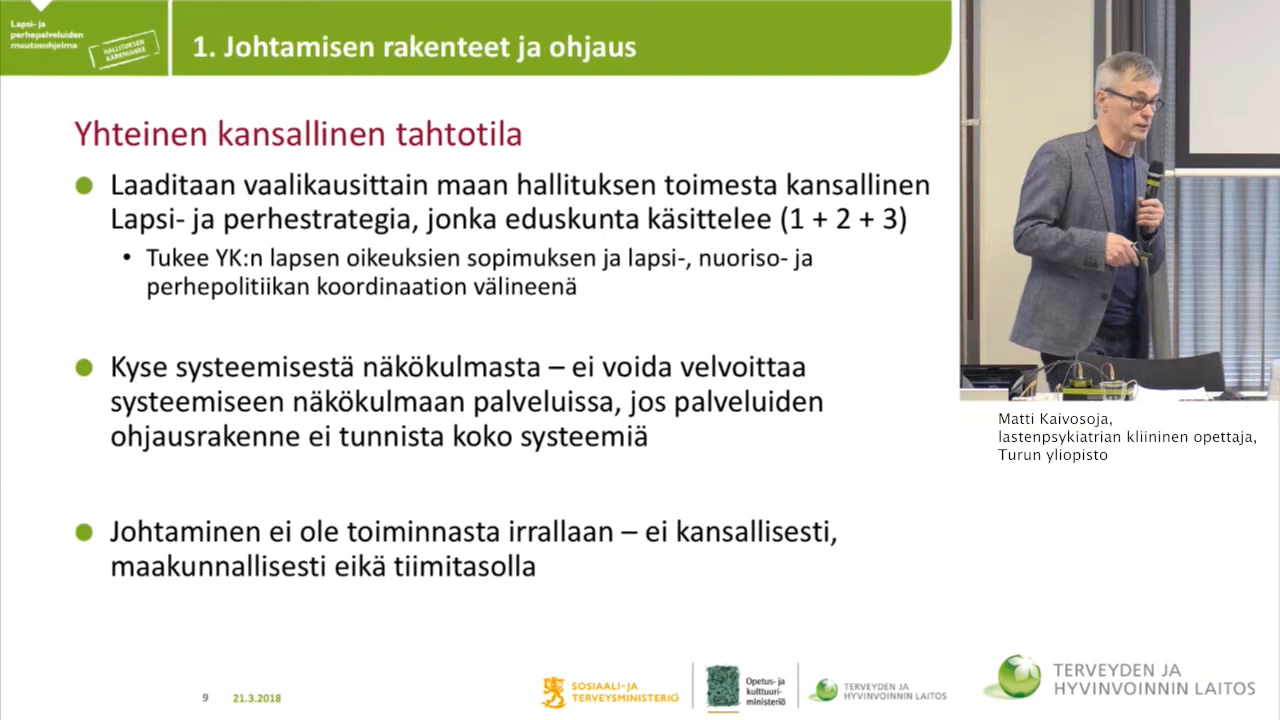 Lapsi- ja
perhepalveluiden
muutosohjelma
HALLITUKSEN
KÄRKIHANKE
1. Johtamisen rakenteet ja ohjaus
Yhteinen kansallinen tahtotila
Laaditaan vaalikausittain maan hallituksen toimesta kansallinen
Lapsi- ja perhestrategia, jonka eduskunta käsittelee (1 + 2 + 3)
• Tukee YK:n lapsen oikeuksien sopimuksen ja lapsi-, nuoriso- ja
perhepolitiikan koordinaation välineenä
Kyse systeemisestä näkökulmasta – ei voida velvoittaa
systeemiseen näkökulmaan palveluissa, jos palveluiden
ohjausrakenne ei tunnista koko systeemiä
Johtaminen ei ole toiminnasta irrallaan – ei kansallisesti,
maakunnallisesti eikä tiimitasolla
Matti Kaivosoja,
lastenpsykiatrian kliininen opettaja,
Turun yliopisto
9 21.3.2018
SOSIAALI- JA
TERVEYSMINISTERIÖ
Opetus- ja
kulttuuri-
ministeriö
TERVEYDEN JA
HYVINVOINNIN LAITOS
TERVEYDEN JA
HYVINVOINNIN LAITOS